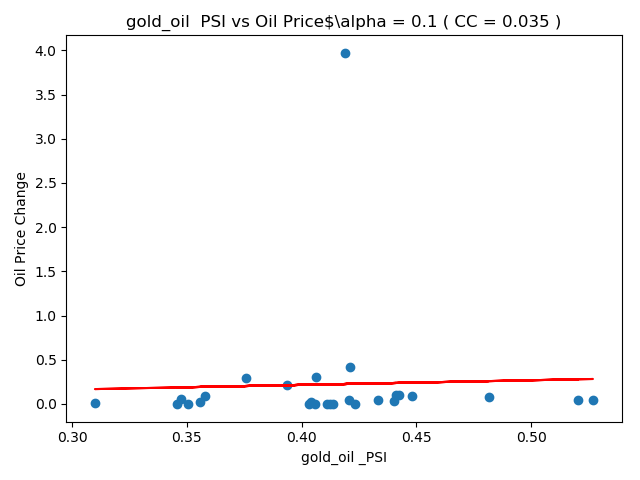 gold_oil  PSI vs Oil Price$\alpha = 0.1 ( CC = 0.035 )
4.0
3.5
3.0
2.5
2.0
1.5
1.0
0.5
0.0
Oil Price Change
0.30 0.35 0.40 0.45 0.50
gold_oil _PSI